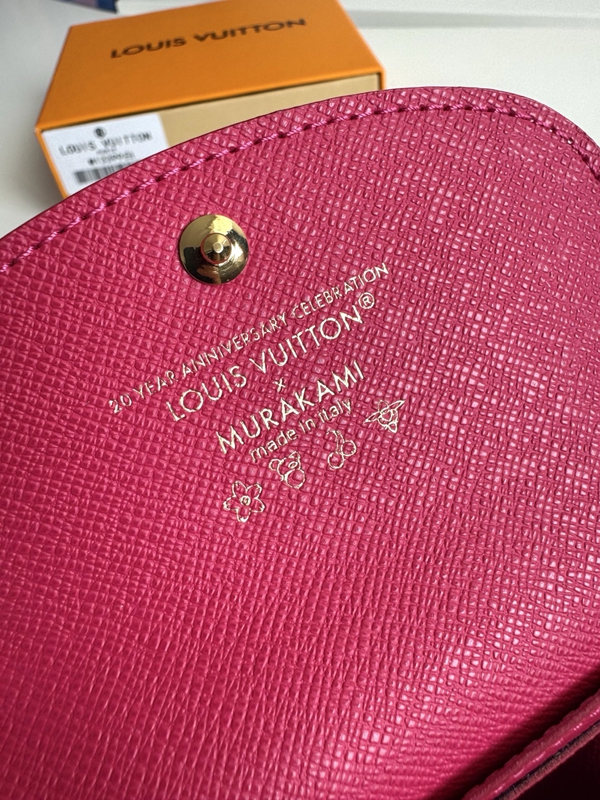 LOUIS VUITTON
LOUIS VUITTON
20 YEAR ANNIVERSARY CELEBRATION
LOUIS VUITTON®
×
MURAKAMI
made in italy